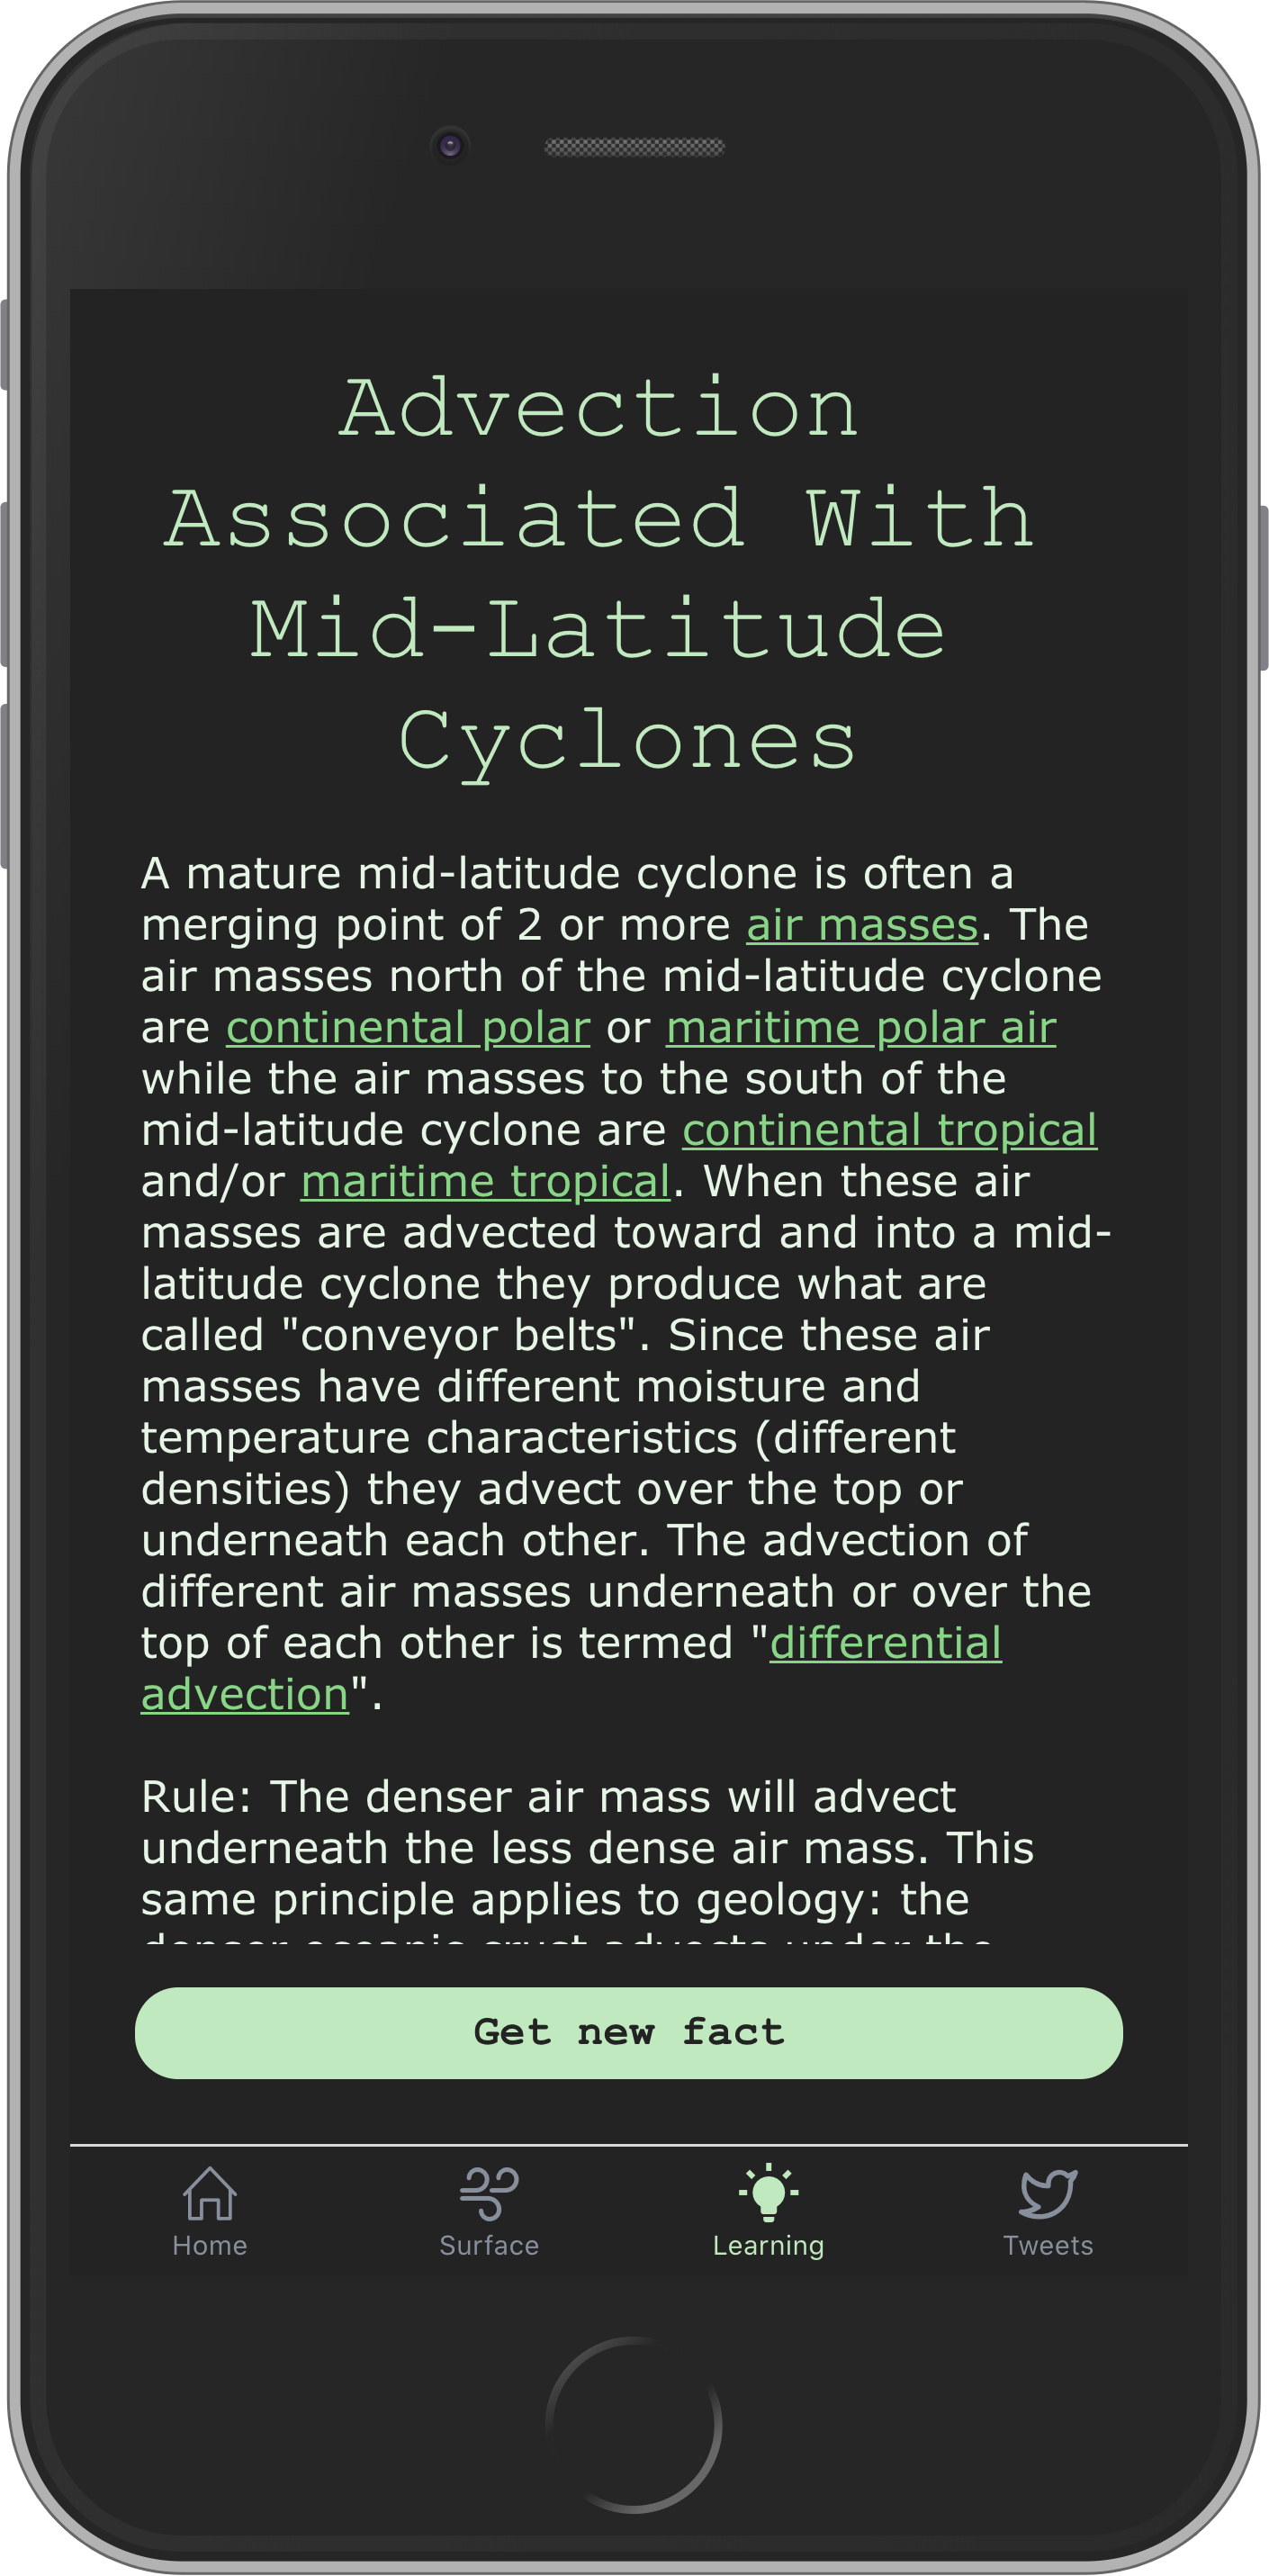 Advection
Associated With
Mid-Latitude
Cyclones
A mature mid-latitude cyclone is often a
merging point of 2 or more air masses. The
air masses north of the mid-latitude cyclone
are continental polar or maritime polar air
while the air masses to the south of the
mid-latitude cyclone are continental tropical
and/or maritime tropical. When these air
masses are advected toward and into a mid-
latitude cyclone they produce what are
called "conveyor belts". Since these air
masses have different moisture and
temperature characteristics (different
densities) they advect over the top or
underneath each other. The advection of
different air masses underneath or over the
top of each other is termed "differential
advection".
Rule: The denser air mass will advect
underneath the less dense air mass. This
same principle applies to geology: the
denser oceanic crust advects under the
Get new fact
Home
Surface
Learning
Tweets